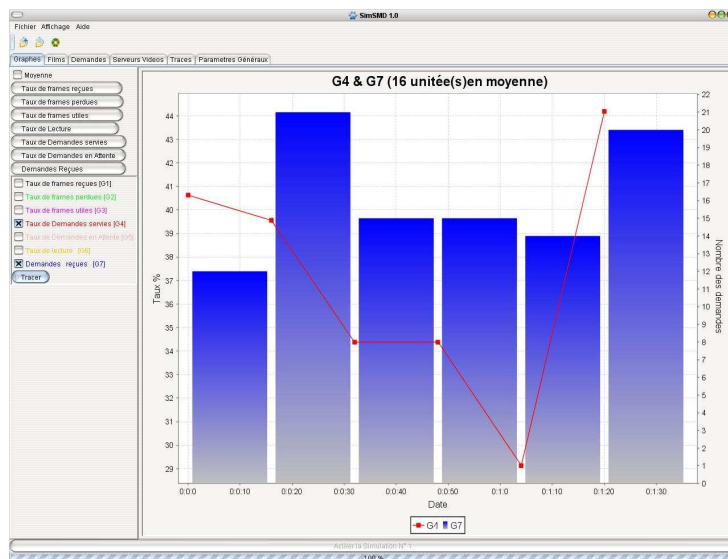 SimSMD 1.0
Fichier Affichage Aide
Graphes Films Demandes Serveurs Videos Traces Parametres Généraux
Moyenne
Taux de frames reçues
Taux de frames perdues
Taux de frames utiles
Taux de Lecture
Taux de Demandes servies
Taux de Demandes en Attente
Demandes Reçues
Taux de frames reçues [G1]
Taux de frames perdues [G2]
Taux de frames utiles [G3]
Taux de Demandes servies [G4]
Taux de Demandes en Attente [G5]
Taux de lecture [G6]
Demandes reçues [G7]
Tracer
G4 & G7 (16 unitée(s)en moyenne)
Taux %
44
43
42
41
40
39
38
37
36
35
34
33
32
31
30
29
22
21
20
19
18
17
16
15
14
13
12
11
10
9
8
7
6
5
4
3
2
1
0
Nombre des demandes
0:0:0 0:0:10 0:0:20 0:0:30 0:0:40 0:0:50 0:1:0 0:1:10 0:1:20 0:1:30
Date
G4 G7
Activer la Simulation N° 1
100 %